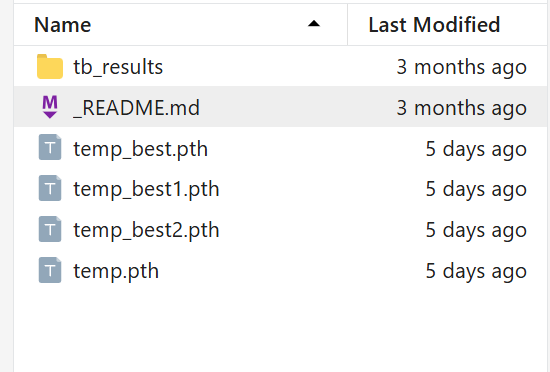 Name Last Modified
tb_results 3 months ago
M _README.md 3 months ago
T temp_best.pth 5 days ago
T temp_best1.pth 5 days ago
T temp_best2.pth 5 days ago
T temp.pth 5 days ago